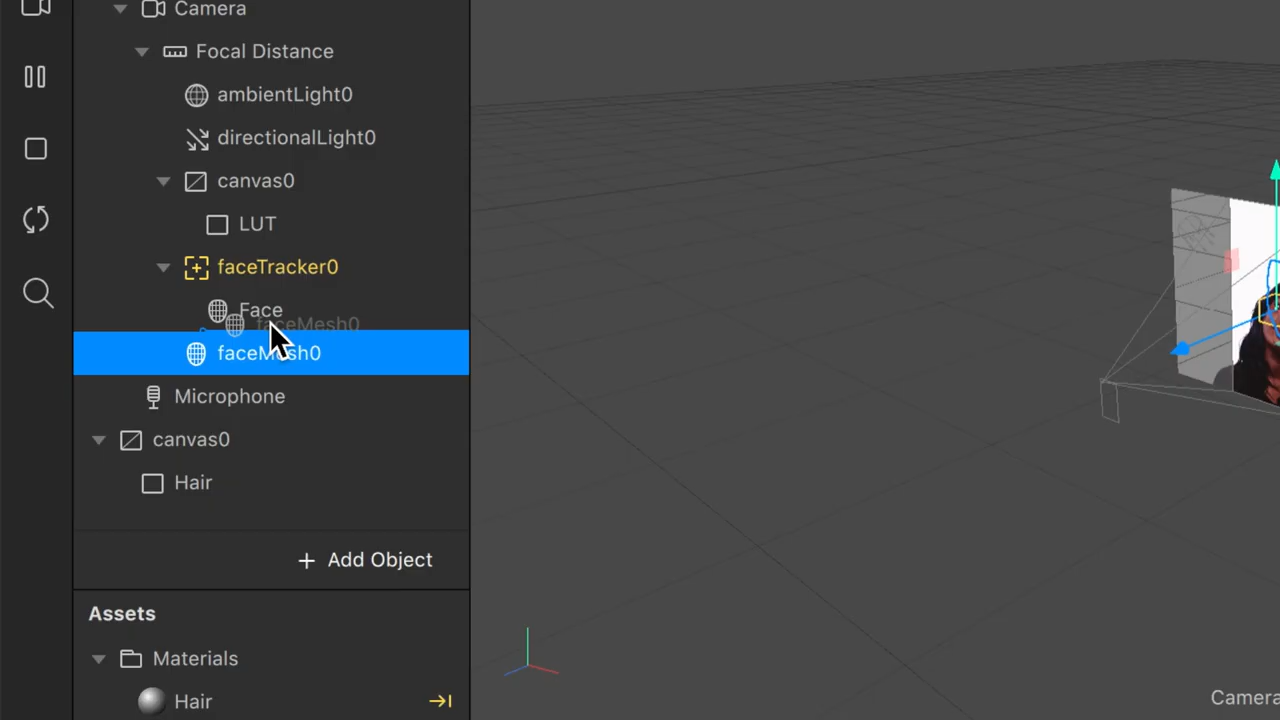 Camera
Focal Distance
ambientLight0
directionalLight0
canvas0
LUT
faceTracker0
Face
faceMesh0
faceMesh0
Microphone
canvas0
Hair
+ Add Object
Assets
Materials
Hair
Camera